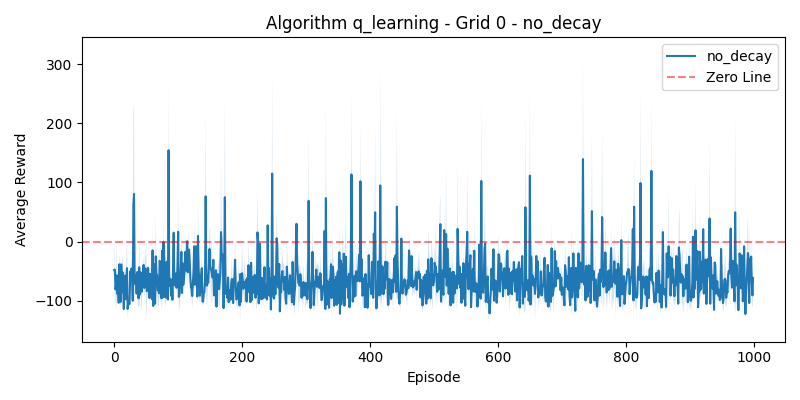 Algorithm q_learning - Grid 0 - no_decay
no_decay
Zero Line
300
200
100
0
−100
Average Reward
0
200
400
600
800
1000
Episode